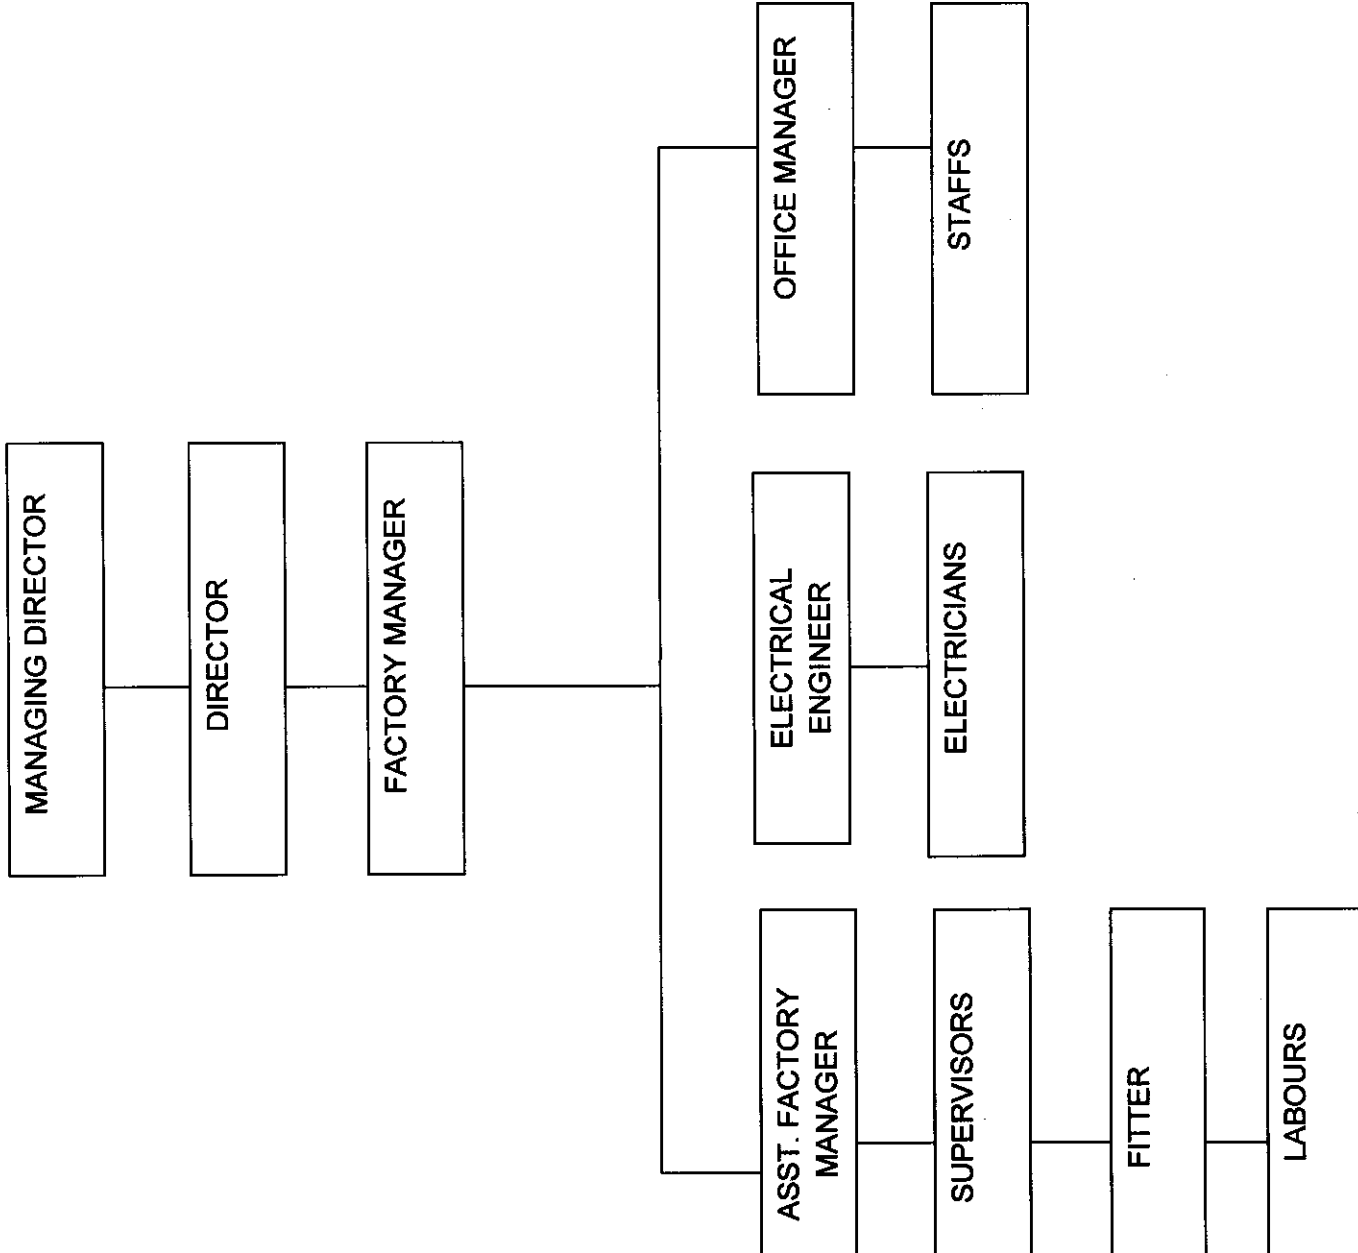 MANAGING DIRECTOR
DIRECTOR
FACTORY MANAGER
ASST. FACTORY
MANAGER
ELECTRICAL
ENGINEER
OFFICE MANAGER
SUPERVISORS
ELECTRICIANS
STAFFS
FITTER
LABOURS